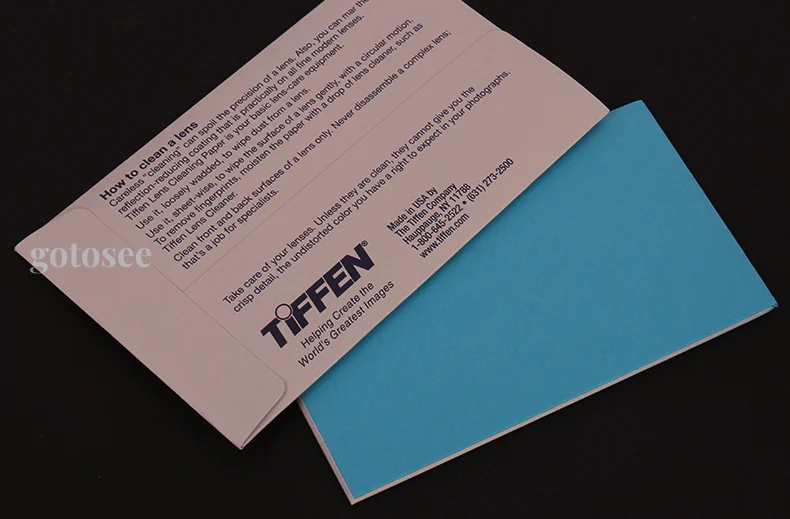 How to clean a lens
Careless "cleaning" can spoil the precision of a lens. Also, you can mar the
reflection-reducing coating that is practically on all fine modern lenses.
Tiffen Lens Cleaning Paper is your basic lens-care equipment.
Use it, loosely wadded, to wipe dust from a lens.
Use it, sheet-wise, to wipe the surface of a lens gently, with a circular motion.
To remove fingerprints, moisten the paper with a drop of lens cleaner, such as
Tiffen Lens Cleaner.
Clean front and back surfaces of a lens only. Never disassemble a complex lens;
that's a job for specialists.
Take care of your lenses. Unless they are clean, they cannot give you the
crisp detail, the undistorted color you have a right to expect in your photographs.
TIFFEN®
Helping Create the
World's Greatest Images
Made in USA by
The Tiffen Company
Hauppauge, NY 11788
1-800-645-2522 • (631) 273-2500
www.tiffen.com
gotosee